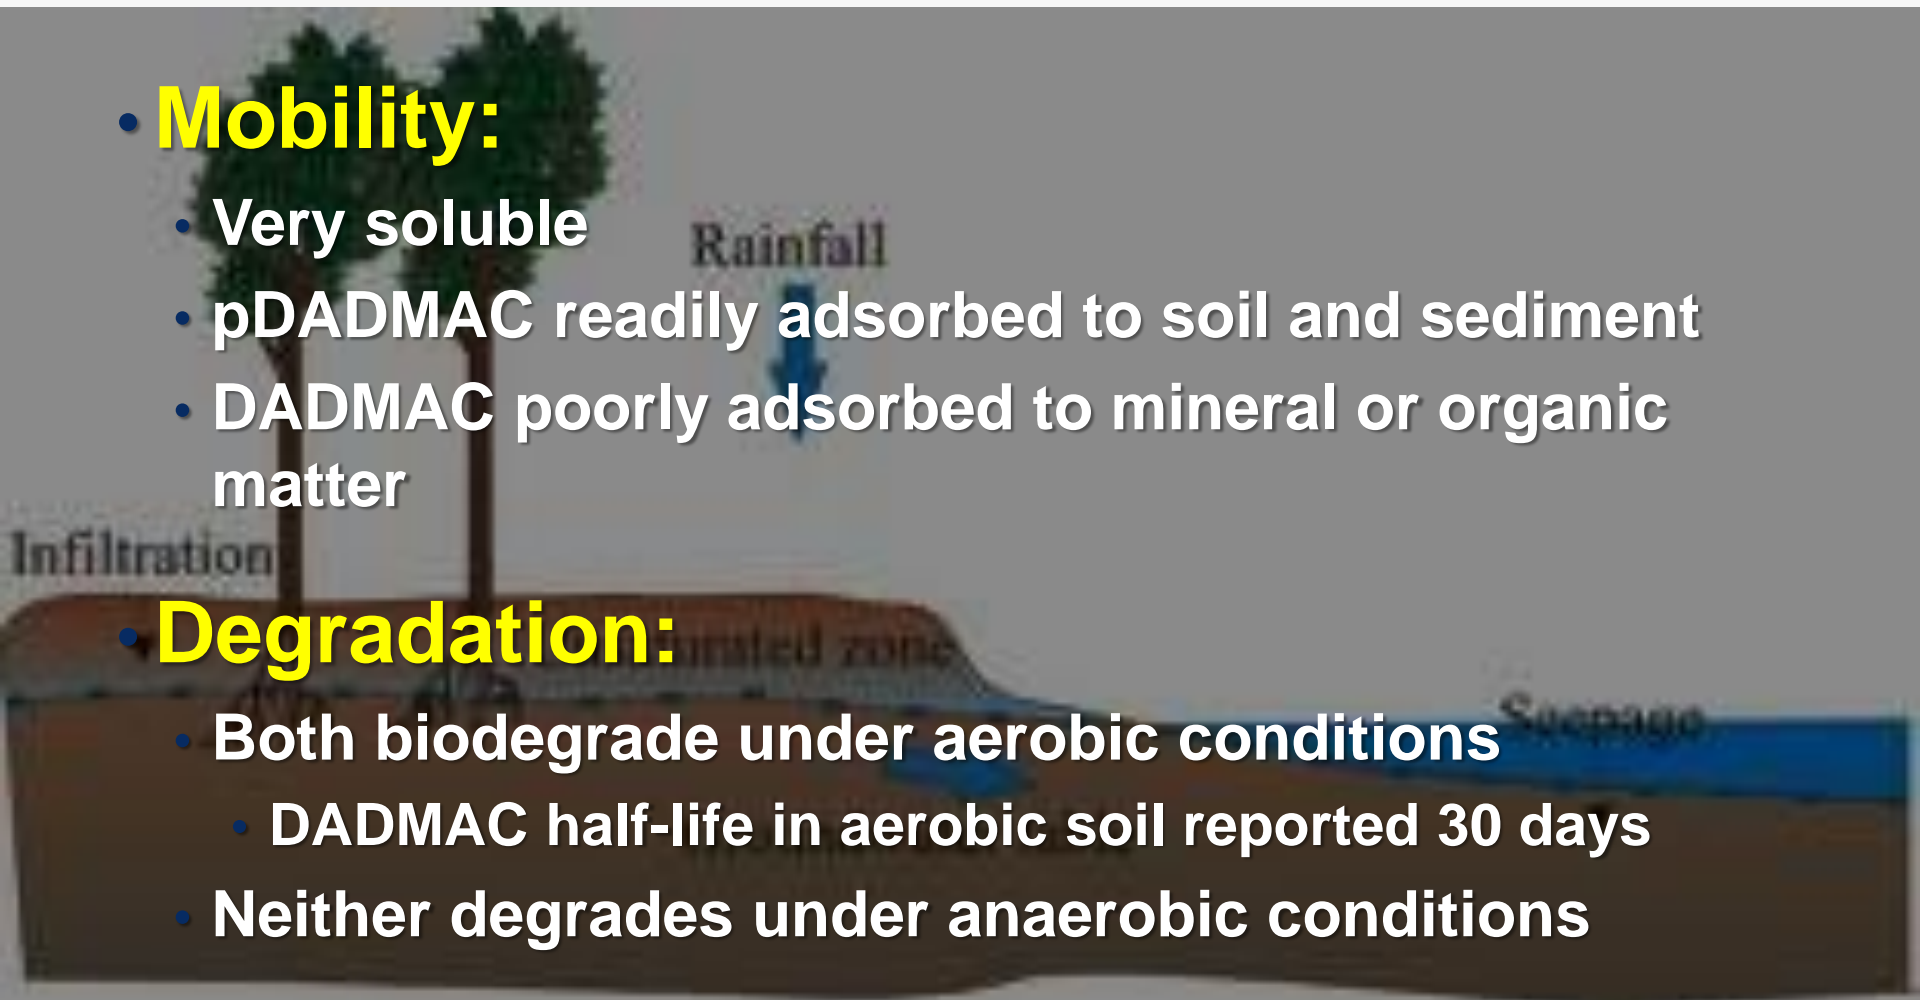 • Mobility:
• Very soluble
Rainfall
• pDADMAC readily adsorbed to soil and sediment
• DADMAC poorly adsorbed to mineral or organic
matter
Infiltration
• Degradation:
zone
• Both biodegrade under aerobic conditions
Seepage
• DADMAC half-life in aerobic soil reported 30 days
• Neither degrades under anaerobic conditions